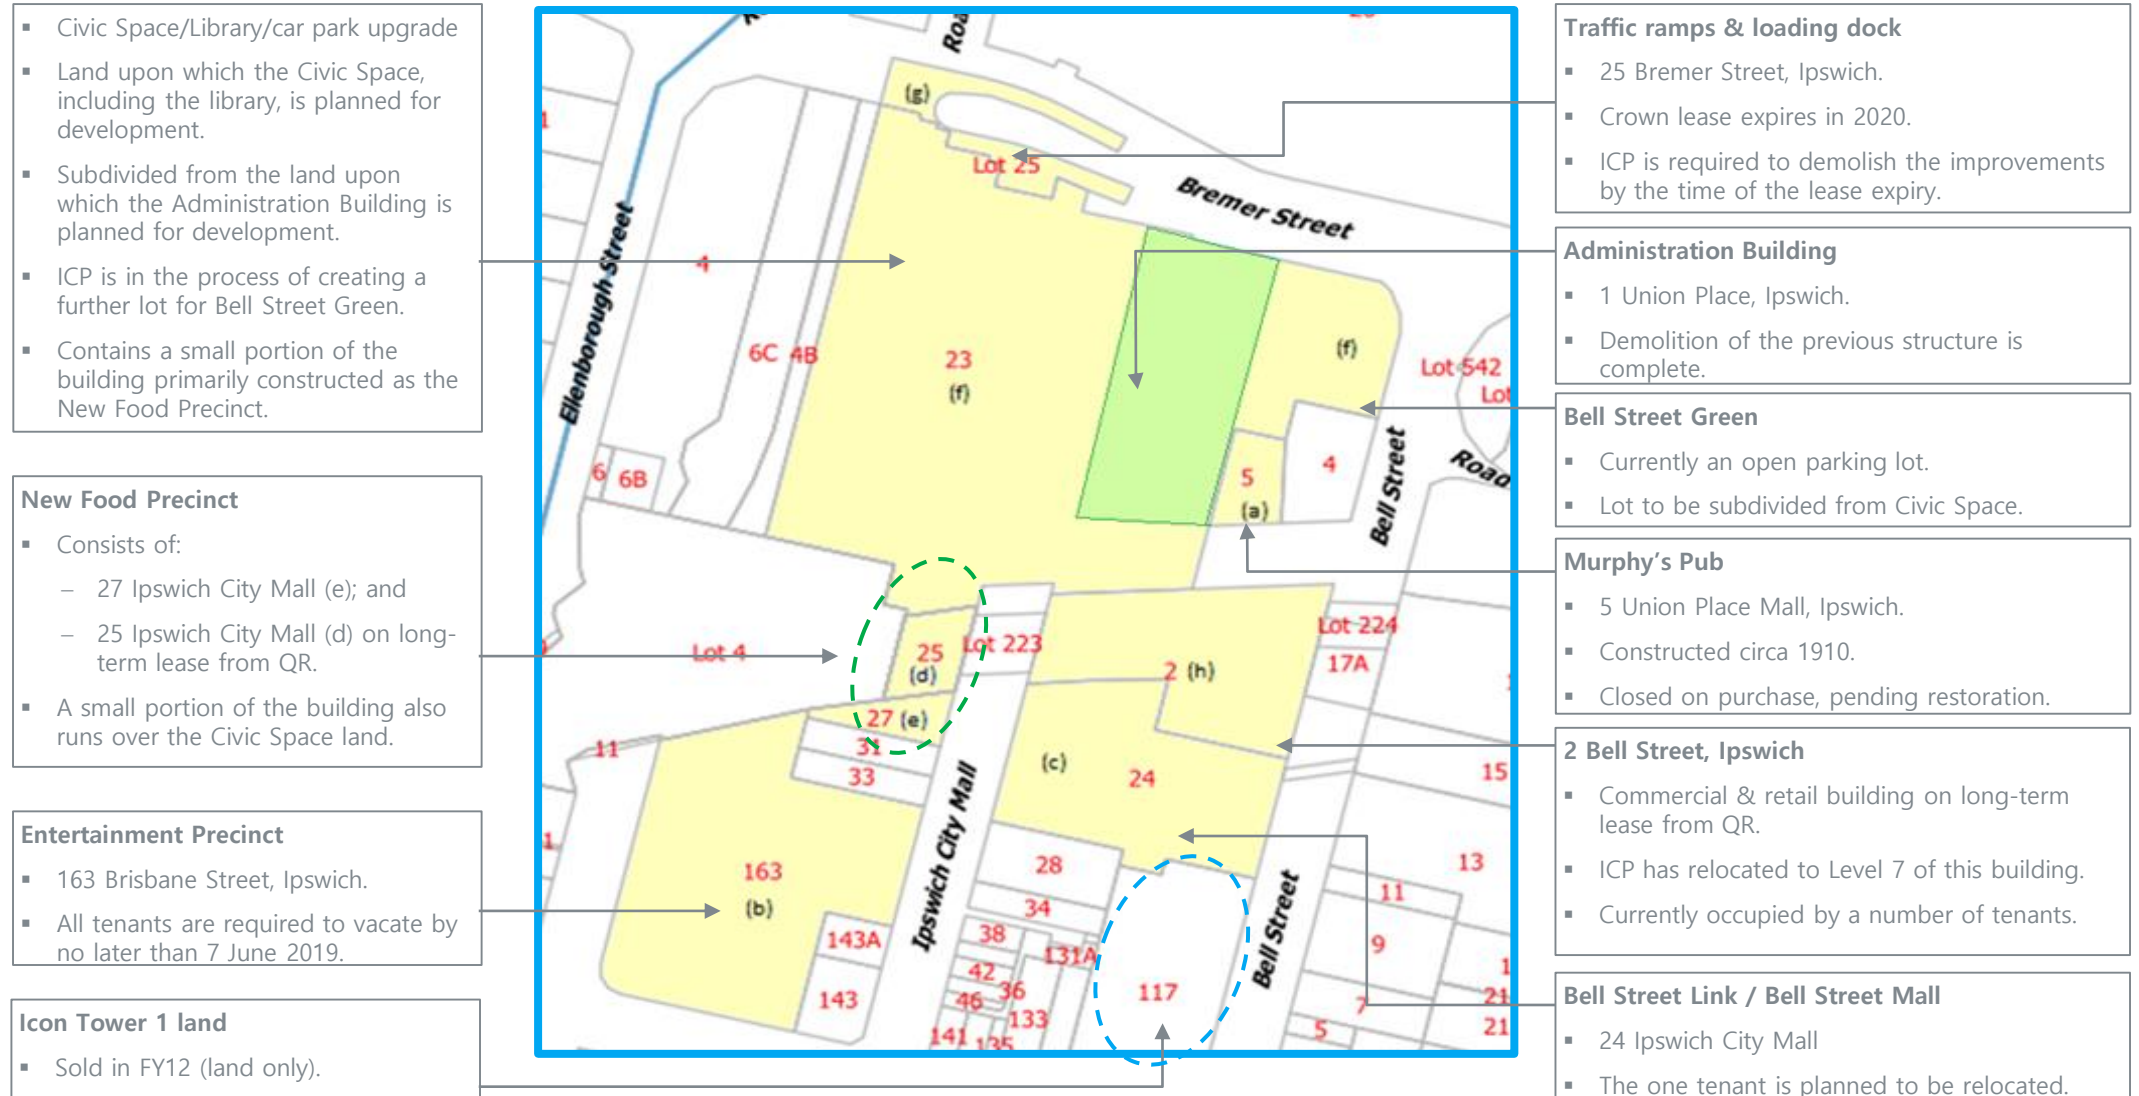 Civic Space/Library/car park upgrade
Land upon which the Civic Space,
including the library, is planned for
development.
Subdivided from the land upon
which the Administration Building is
planned for development.
ICP is in the process of creating a
further lot for Bell Street Green.
Contains a small portion of the
building primarily constructed as the
New Food Precinct.
New Food Precinct
Consists of:
– 27 Ipswich City Mall (e); and
– 25 Ipswich City Mall (d) on long-
term lease from QR.
A small portion of the building also
runs over the Civic Space land.
Entertainment Precinct
163 Brisbane Street, Ipswich.
All tenants are required to vacate by
no later than 7 June 2019.
Icon Tower 1 land
Sold in FY12 (land only).
(g)
Lot 25
Bremer Street
Ellenborough Street
4
6C 4B
23
(f)
(f)
Lot 542
Lot
6 6B
5
(a)
4
Bell Street
Road
Lot 4
25
(d)
Lot 223
27 (e)
31
33
11
2 (h)
Lot 224
17A
(c)
24
15
163
(b)
143A
143
Ipswich City Mall
28
34
38
42
46
36
131A
133
141
135
117
Bell Street
13
11
9
7
5
21
21
Traffic ramps & loading dock
25 Bremer Street, Ipswich.
Crown lease expires in 2020.
ICP is required to demolish the improvements
by the time of the lease expiry.
Administration Building
1 Union Place, Ipswich.
Demolition of the previous structure is
complete.
Bell Street Green
Currently an open parking lot.
Lot to be subdivided from Civic Space.
Murphy’s Pub
5 Union Place Mall, Ipswich.
Constructed circa 1910.
Closed on purchase, pending restoration.
2 Bell Street, Ipswich
Commercial & retail building on long-term
lease from QR.
ICP has relocated to Level 7 of this building.
Currently occupied by a number of tenants.
Bell Street Link / Bell Street Mall
24 Ipswich City Mall
The one tenant is planned to be relocated.